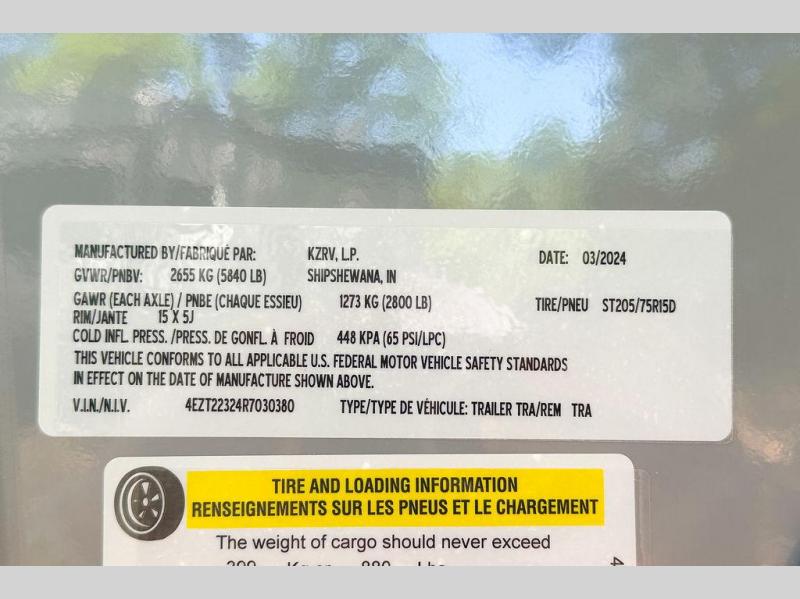 MANUFACTURED BY/FABRIQUÉ PAR: KZRV, L.P. DATE: 03/2024
GVWR/PNBV: 2655 KG (5840 LB) SHIPSHEWANA, IN
GAWR (EACH AXLE) / PNBE (CHAQUE ESSIEU) 1273 KG (2800 LB) TIRE/PNEU ST205/75R15D
RIM/JANTE 15 X 5J
COLD INFL. PRESS. /PRESS. DE GONFL. À FROID 448 KPA (65 PSI/LPC)
THIS VEHICLE CONFORMS TO ALL APPLICABLE U.S. FEDERAL MOTOR VEHICLE SAFETY STANDARDS
IN EFFECT ON THE DATE OF MANUFACTURE SHOWN ABOVE.
V.I.N./N.I.V. 4EZT22324R7030380 TYPE/TYPE DE VÉHICULE: TRAILER TRA/REM TRA
TIRE AND LOADING INFORMATION
RENSEIGNEMENTS SUR LES PNEUS ET LE CHARGEMENT
The weight of cargo should never exceed
Kg or Lbs